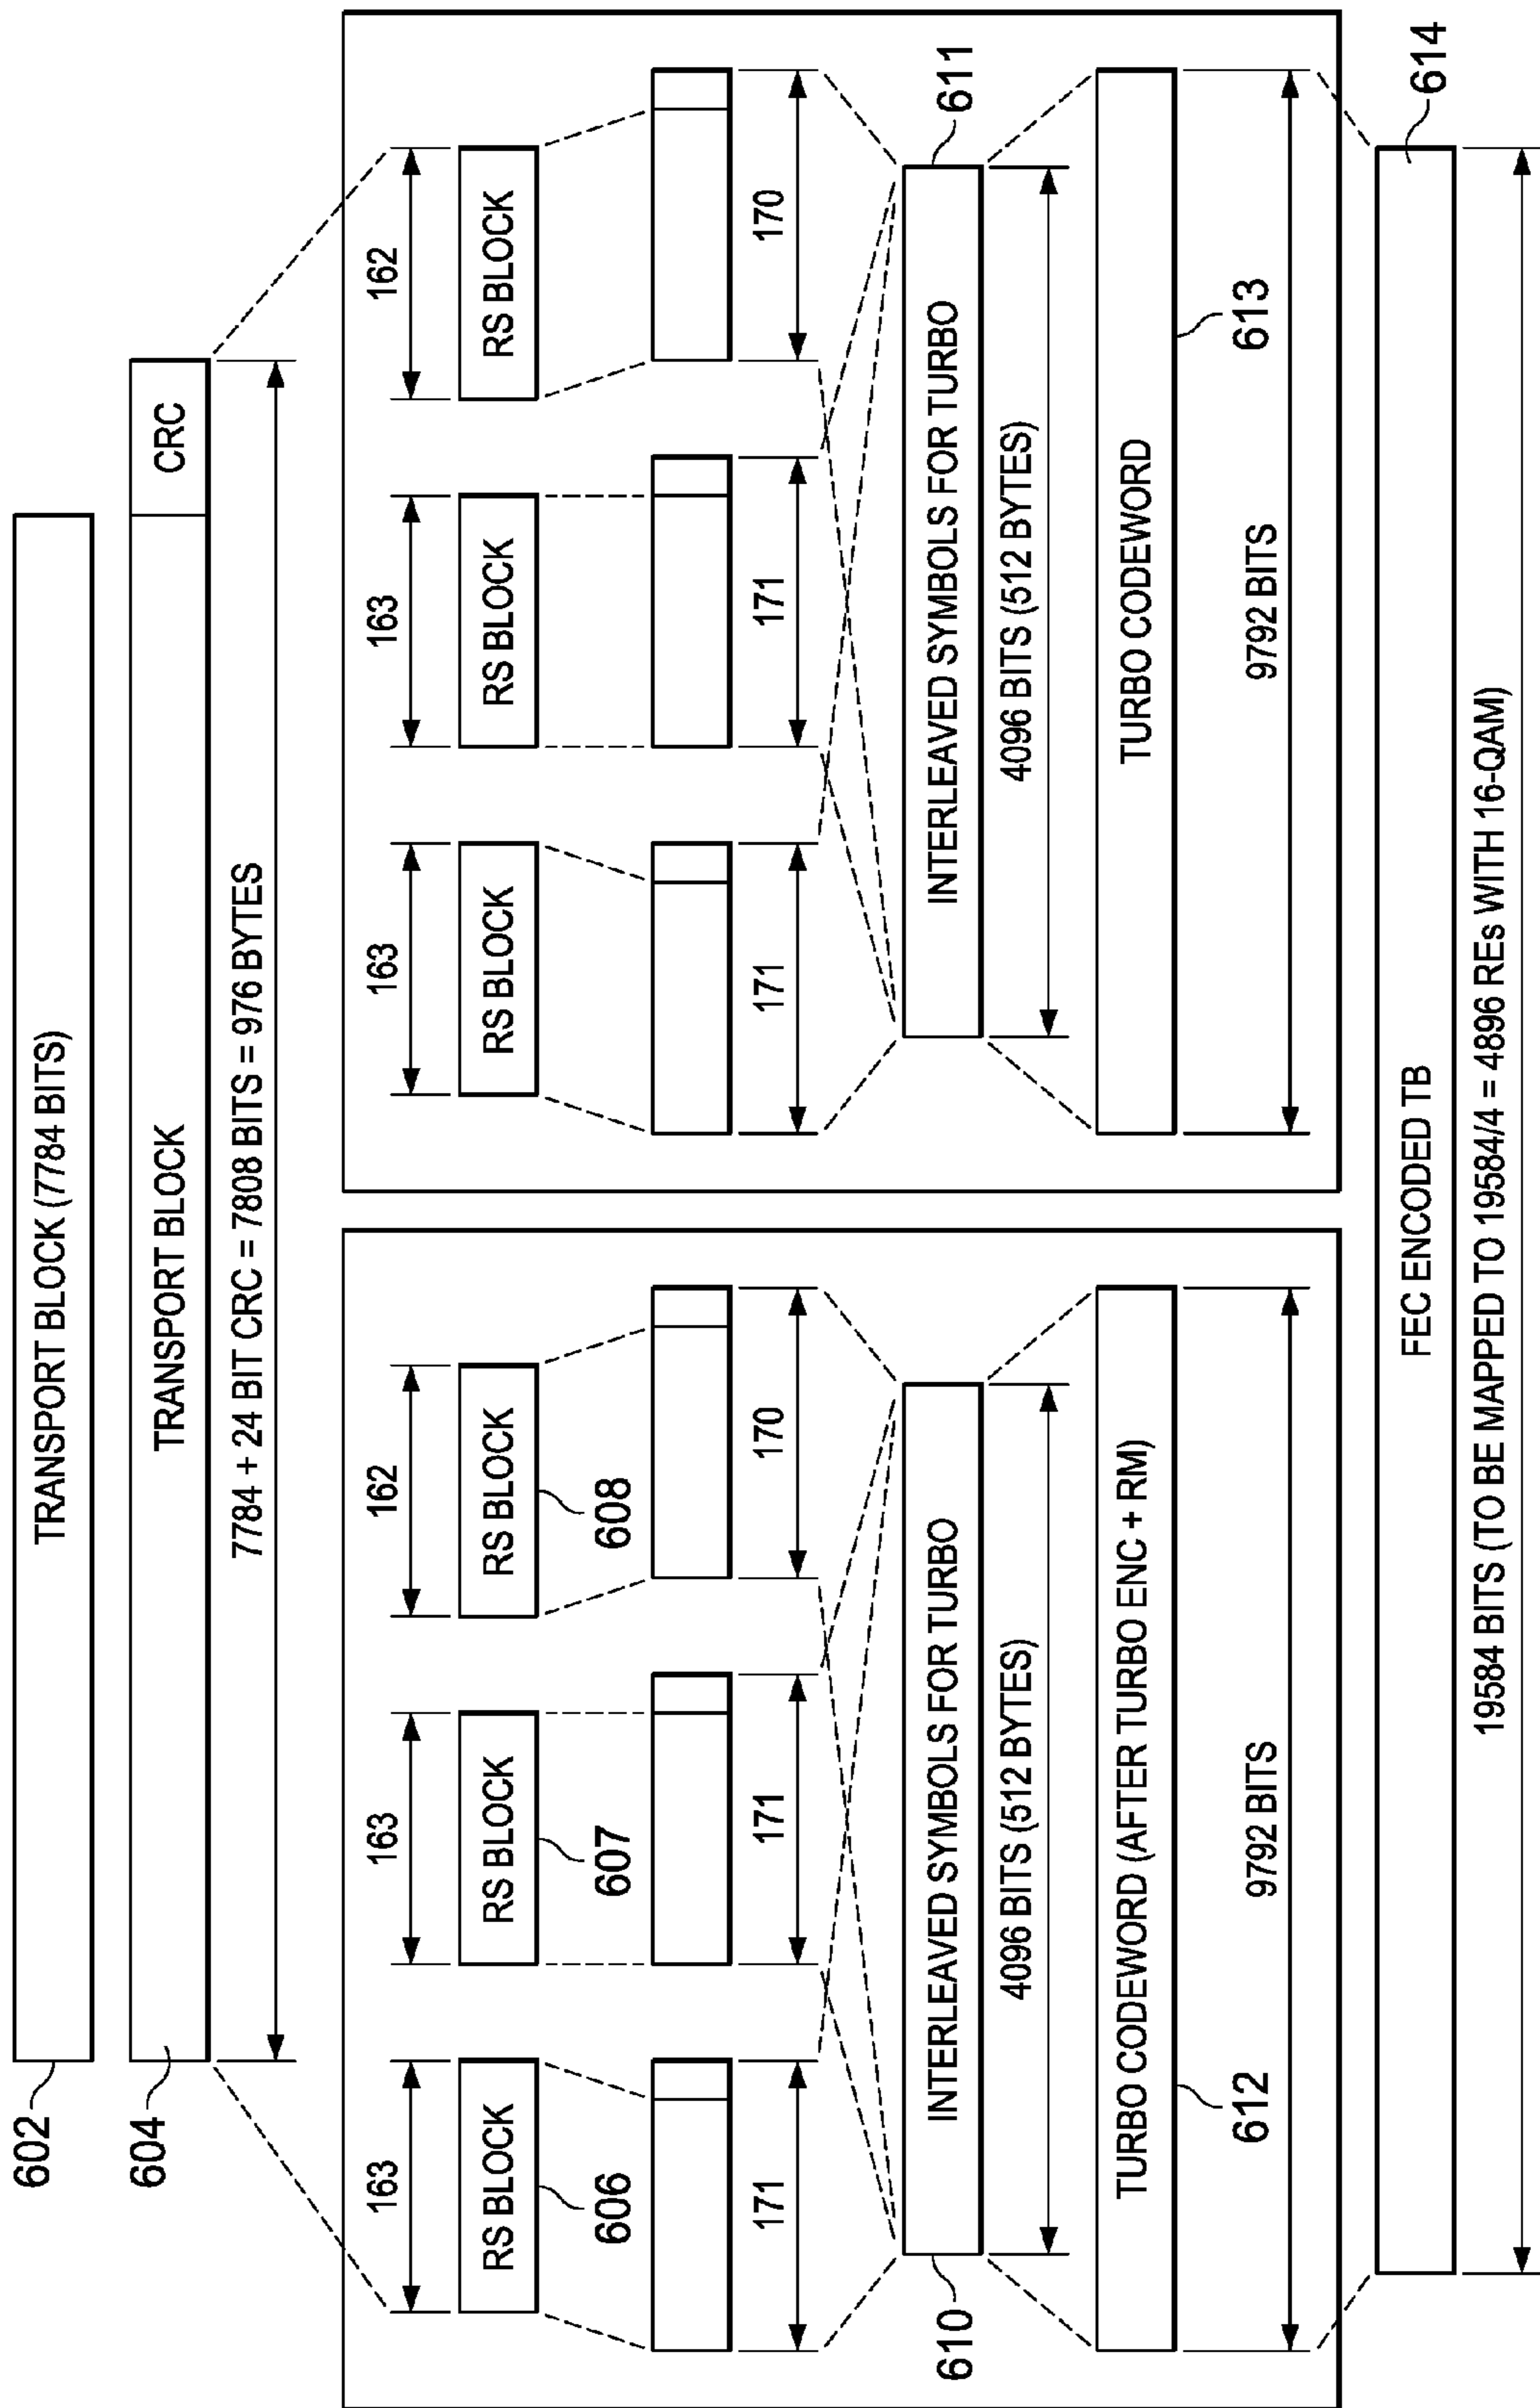 602
TRANSPORT BLOCK (7784 BITS)
604
TRANSPORT BLOCK
CRC
7784 + 24 BIT CRC = 7808 BITS = 976 BYTES
163
163
162
163
163
162
RS BLOCK
RS BLOCK
RS BLOCK
RS BLOCK
RS BLOCK
RS BLOCK
606
607
608
171
171
170
171
171
170
610
INTERLEAVED SYMBOLS FOR TURBO
INTERLEAVED SYMBOLS FOR TURBO
611
4096 BITS (512 BYTES)
4096 BITS (512 BYTES)
TURBO CODEWORD (AFTER TURBO ENC + RM)
TURBO CODEWORD
612
613
9792 BITS
9792 BITS
FEC ENCODED TB
614
19584 BITS (TO BE MAPPED TO 19584/4 = 4896 REs WITH 16-QAM)